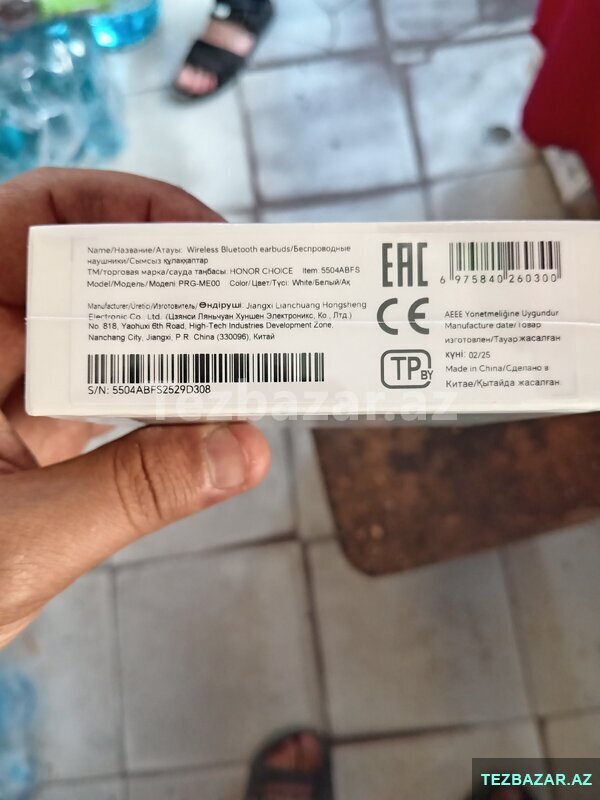 Name/Название/Атауы: Wireless Bluetooth earbuds/Беспроводные
наушники/Сымсыз құлаққаптар
TM/торговая марка/сауда таңбасы: HONOR CHOICE Item 5504ABFS
Model/Модель/Моделі: PRG-ME00 Color/Цвет/Түсі: White/Белый/Ақ
Manufacturer/Üretici/Изготовитель/Өндіруші: Jiangxi Lianchuang Hongsheng
Electronic Co., Ltd. (Цзянси Ляньчуан Хуншен Электроникс, Ко., Лтд.)
No. 818, Yaohuxi 6th Road, High-Tech Industries Development Zone,
Nanchang City, Jiangxi, P.R. China (330096), Китай
S/N: 5504ABFS2529D308
EAC
CE
TP BY
6 975840 260300
AEEE Yönetmeliğine Uygundur
Manufacture date/Товар
изготовлен/Тауар жасалған
күні: 02/25
Made in China/Сделано в
Китае/Қытайда жасалған
Tezbazar.az
TEZBAZAR.AZ